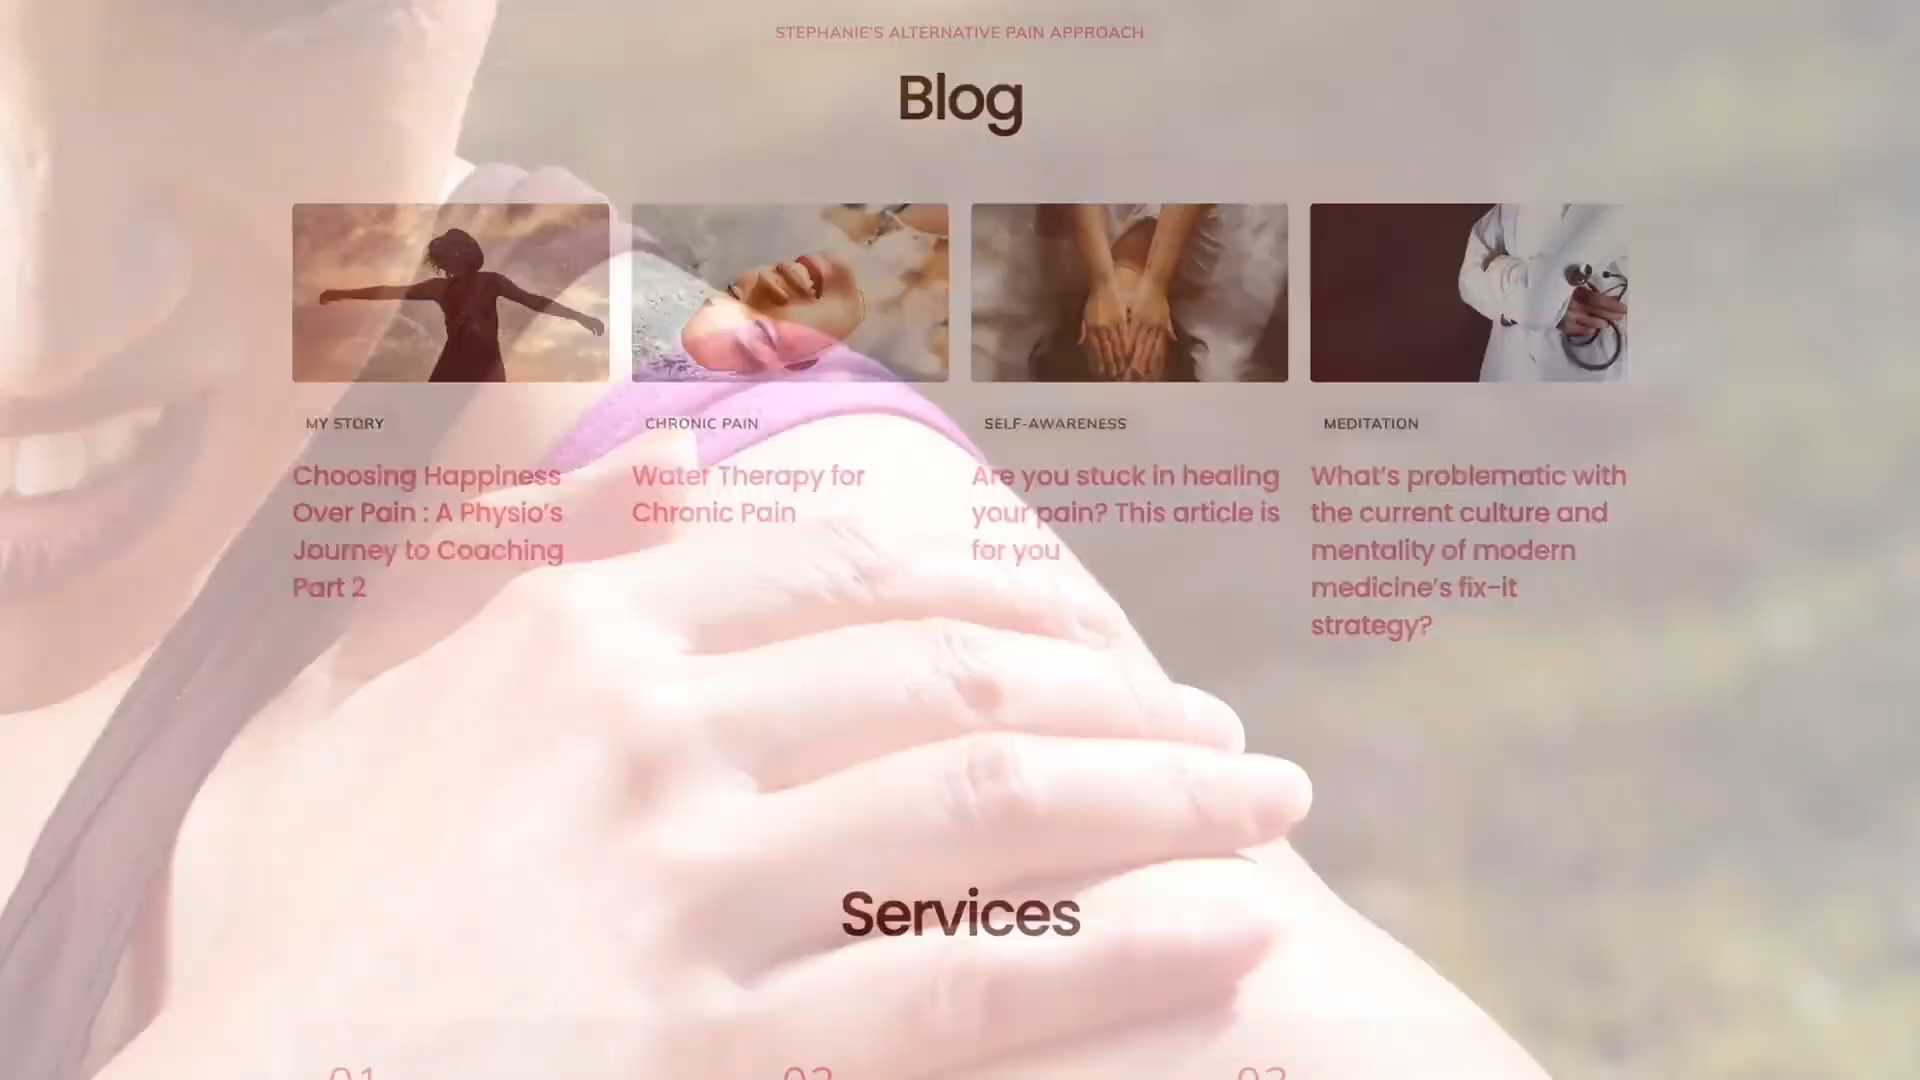 STEPHANIE'S ALTERNATIVE PAIN APPROACH
Blog
MY STORY
Choosing Happiness
Over Pain : A Physio's
Journey to Coaching
Part 2
CHRONIC PAIN
Water Therapy for
Chronic Pain
SELF-AWARENESS
Are you stuck in healing
your pain? This article is
for you
MEDITATION
What's problematic with
the current culture and
mentality of modern
medicine's fix-it
strategy?
Services